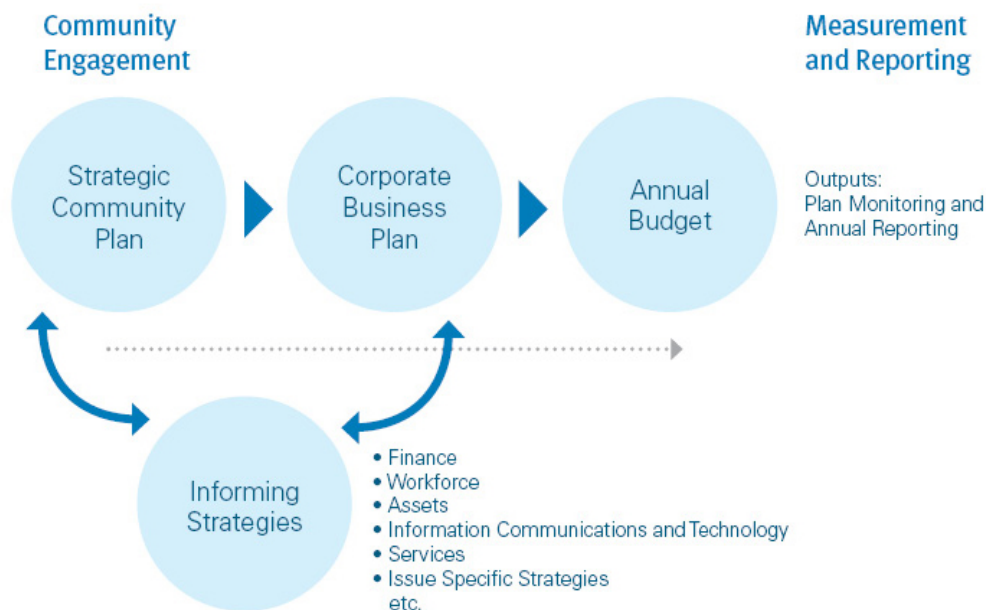 Community
Engagement
Measurement
and Reporting
Strategic
Community
Plan
Corporate
Business
Plan
Annual
Budget
Outputs:
Plan Monitoring and
Annual Reporting
Informing
Strategies
• Finance
• Workforce
• Assets
• Information Communications and Technology
• Services
• Issue Specific Strategies
etc.